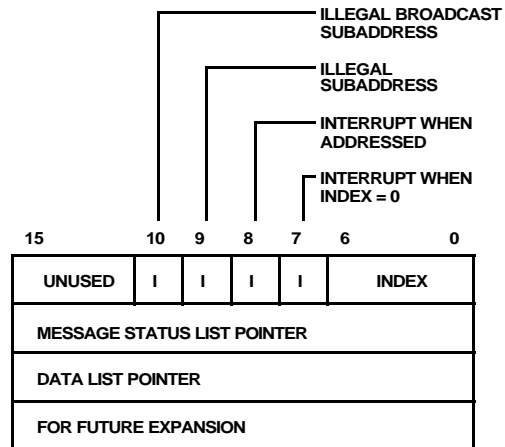 ILLEGAL BROADCAST
SUBADDRESS
ILLEGAL
SUBADDRESS
INTERRUPT WHEN
ADDRESSED
INTERRUPT WHEN
INDEX = 0
15 10 9 8 7 6 0
UNUSED I I I I INDEX
MESSAGE STATUS LIST POINTER
DATA LIST POINTER
FOR FUTURE EXPANSION